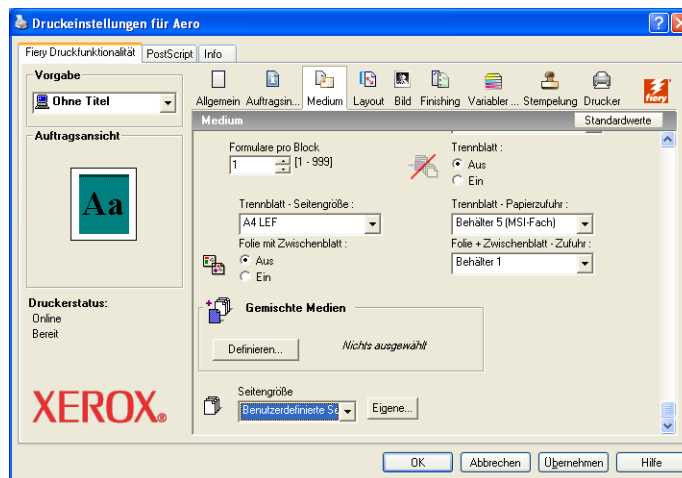 Druckeinstellungen für Aero
Fiery Druckfunktionalität PostScript Info
Vorgabe
Ohne Titel
Auftragsansicht
Aa
Druckerstatus:
Online
Bereit
XEROX®
Allgemein Auftragsin... Medium Layout Bild Finishing Variabler ... Stempelung Drucker
fiery
Medium Standardwerte
Formulare pro Block
1 [1 - 999]
Trennblatt :
Aus
Ein
Trennblatt - Seitengröße :
A4 LEF
Trennblatt - Papierzufuhr :
Behälter 5 (MSI-Fach)
Folie mit Zwischenblatt :
Aus
Ein
Folie + Zwischenblatt - Zufuhr :
Behälter 1
Gemischte Medien
Definieren... Nichts ausgewählt
Seitengröße
Benutzerdefinierte Se Eigene...
OK Abbrechen Übernehmen Hilfe